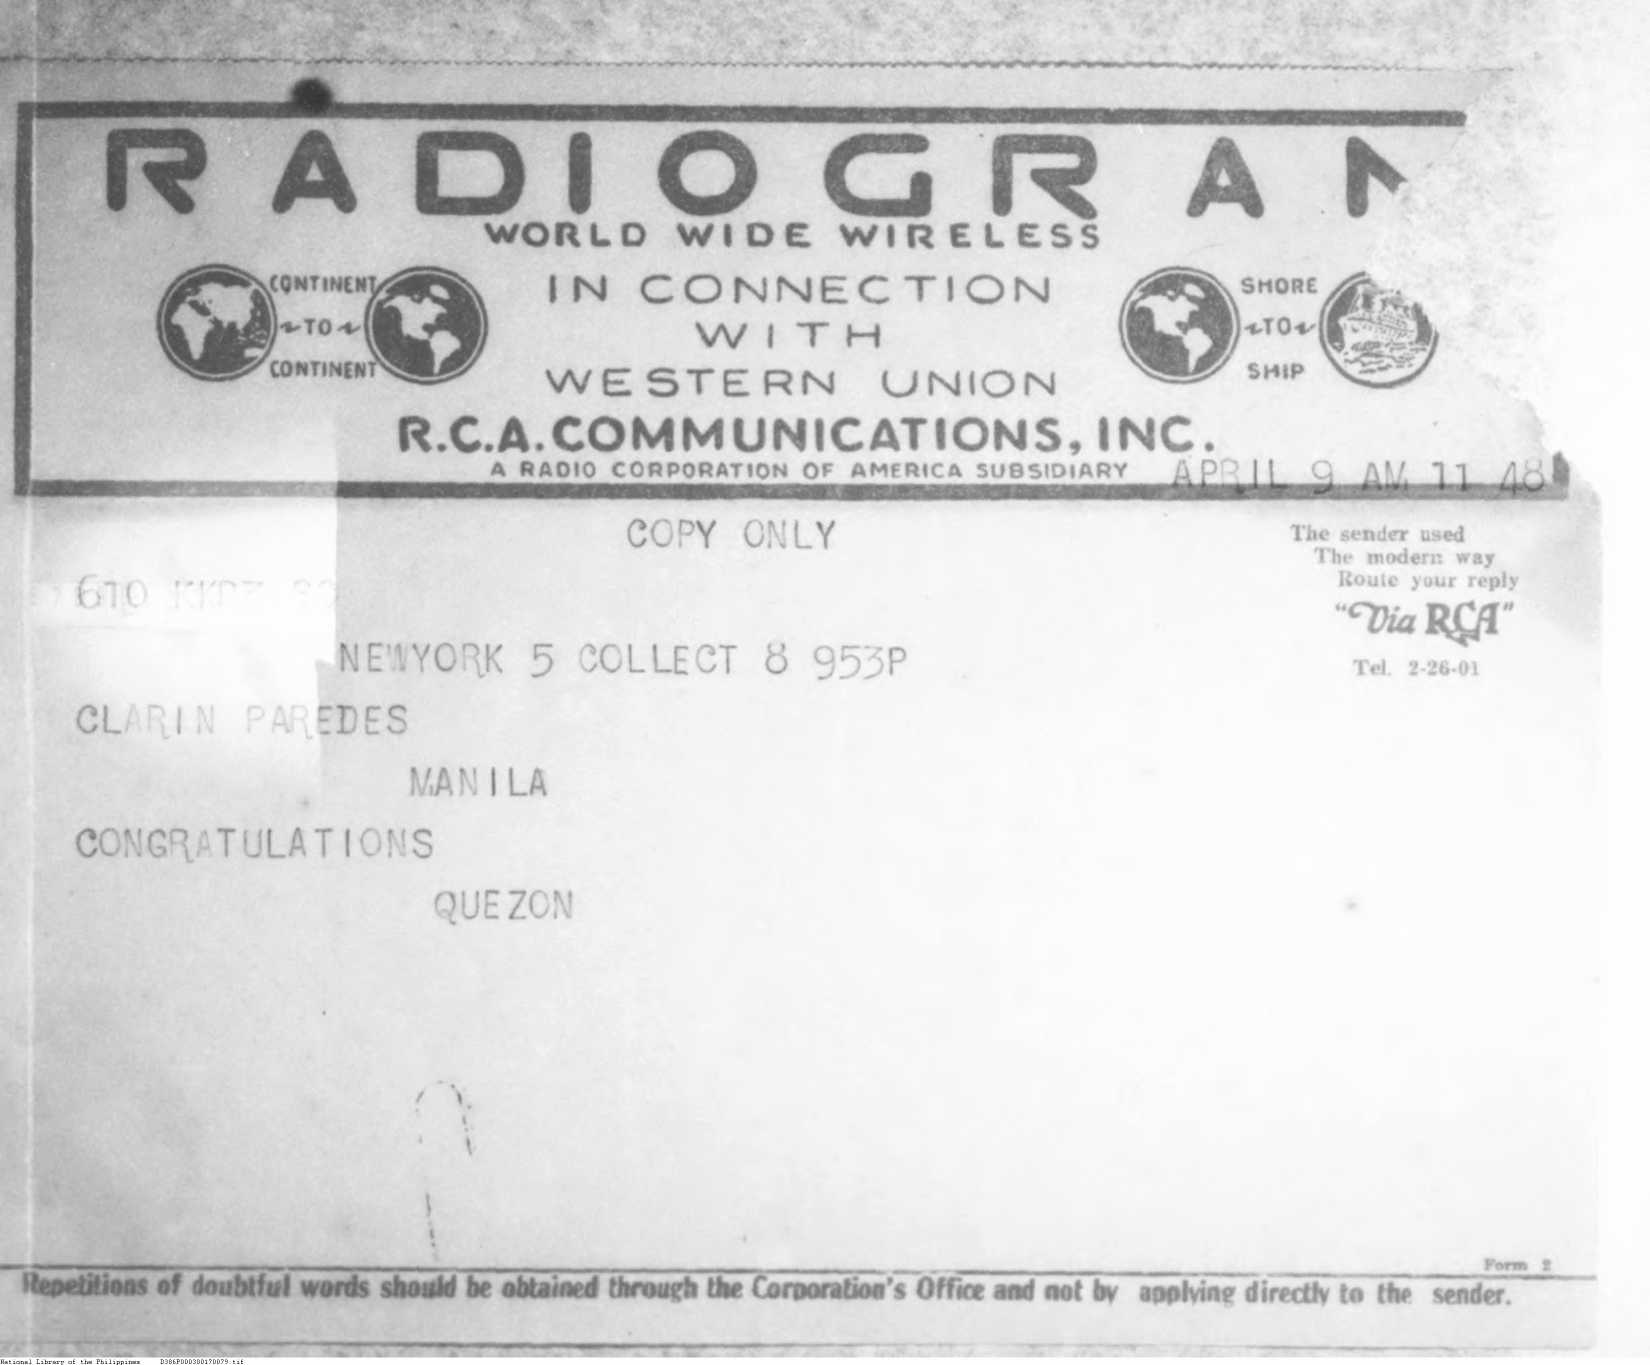 RADIOGRAM
WORLD WIDE WIRELESS
CONTINENT
TO
CONTINENT
IN CONNECTION
WITH
WESTERN UNION
SHORE
TO
SHIP
R.C.A. COMMUNICATIONS, INC.
A RADIO CORPORATION OF AMERICA SUBSIDIARY
APRIL 9 AM 11 48
COPY ONLY
The sender used
The modern way
Route your reply
"Via RCA"
Tel. 2-26-01
610
NEWYORK 5 COLLECT 8 953P
CLARIN PAREDES
MANILA
CONGRATULATIONS
QUEZON
Form 2
Repetitions of doubtful words should be obtained through the Corporation's Office and not by applying directly to the sender.
National Library of the Philippines D386P000300170079.tif